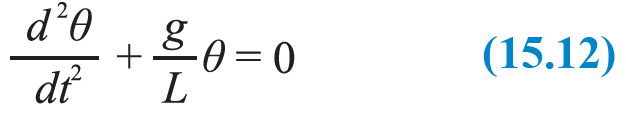 d²θ/dt² + g/L θ = 0 (15.12)